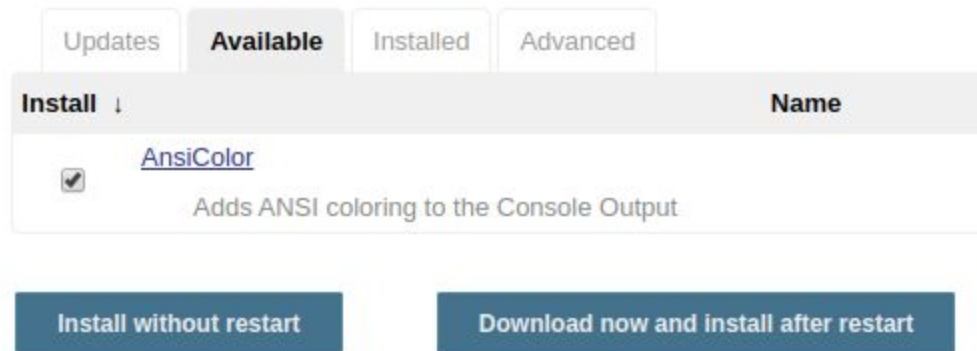 Updates Available Installed Advanced
Install ↓ Name
AnsiColor
Adds ANSI coloring to the Console Output
Install without restart Download now and install after restart